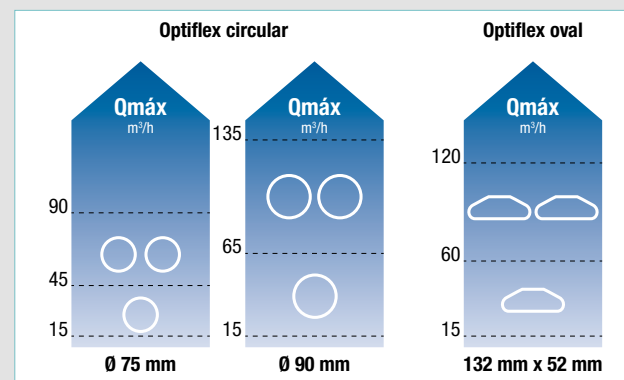 Optiflex circular
Optiflex oval
Qmáx
m³/h
90
45
15
Ø 75 mm
Qmáx
m³/h
135
65
15
Ø 90 mm
Qmáx
m³/h
120
60
15
132 mm x 52 mm